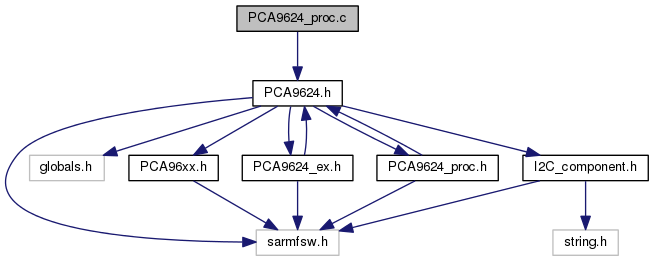 PCA9624_proc.c
PCA9624.h
globals.h
PCA96xx.h
PCA9624_ex.h
PCA9624_proc.h
I2C_component.h
sarmfsw.h
string.h